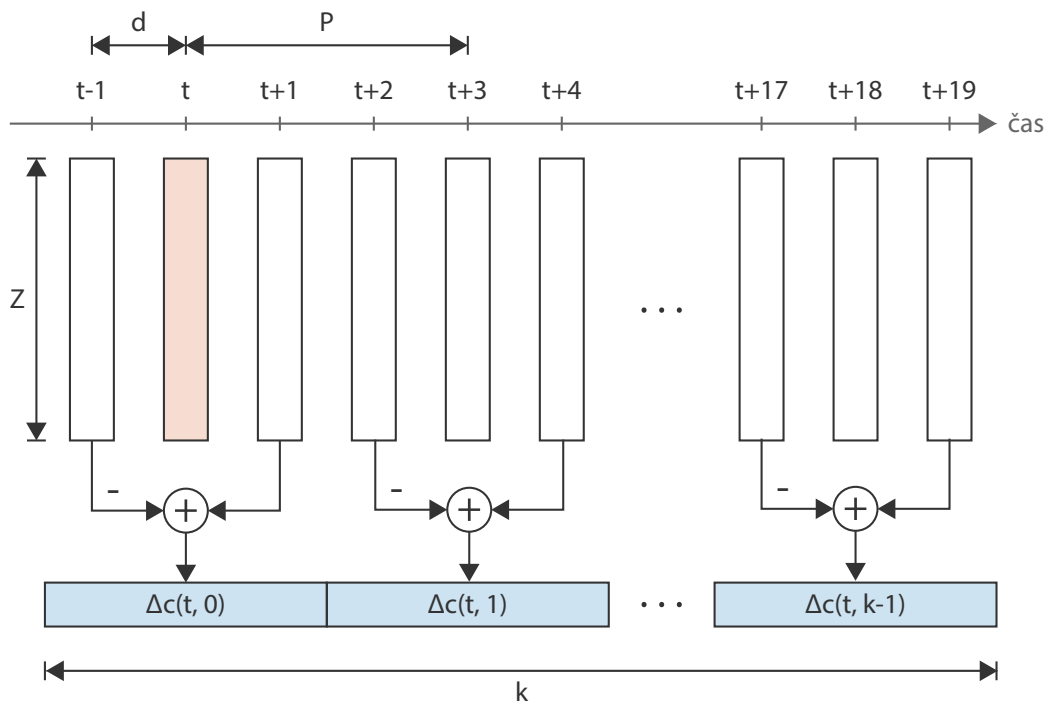 d P
t-1 t t+1 t+2 t+3 t+4 t+17 t+18 t+19
čas
Z
. . .
– + – + – +
Δc(t, 0) Δc(t, 1) . . . Δc(t, k-1)
k